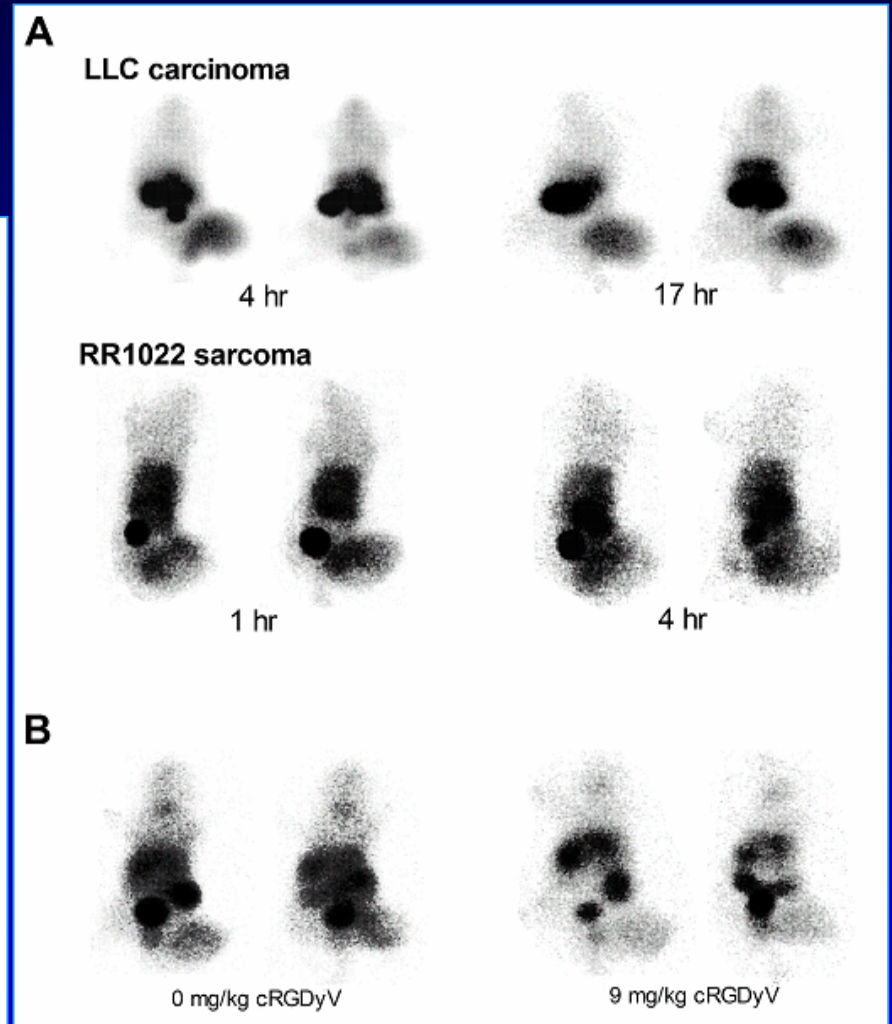 A
LLC carcinoma
4 hr
17 hr
RR1022 sarcoma
1 hr
4 hr
B
0 mg/kg cRGDyV
9 mg/kg cRGDyV